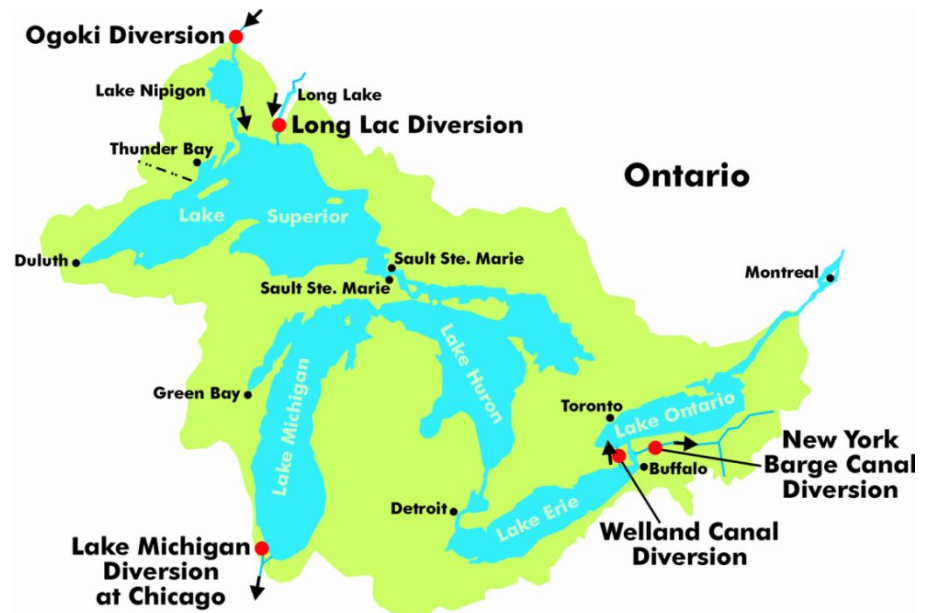 Ogoki Diversion
Lake Nipigon
Long Lake
Long Lac Diversion
Thunder Bay
Ontario
Lake Superior
Duluth
Sault Ste. Marie
Sault Ste. Marie
Montreal
Lake Michigan
Lake Huron
Green Bay
Toronto
Lake Ontario
New York
Barge Canal
Diversion
Buffalo
Detroit
Lake Erie
Welland Canal
Diversion
Lake Michigan
Diversion
at Chicago